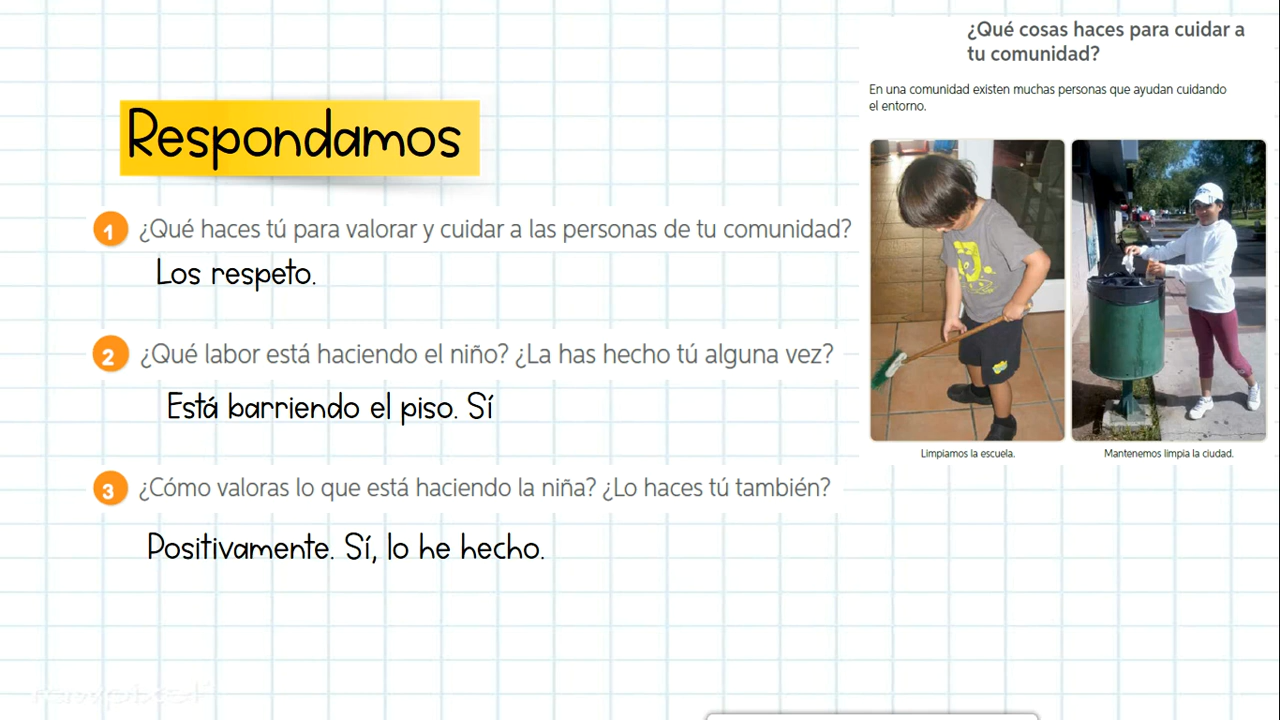 ¿Qué cosas haces para cuidar a
tu comunidad?
En una comunidad existen muchas personas que ayudan cuidando
el entorno.
Respondamos
1 ¿Qué haces tú para valorar y cuidar a las personas de tu comunidad?
Los respeto.
2 ¿Qué labor está haciendo el niño? ¿La has hecho tú alguna vez?
Está barriendo el piso. Sí
3 ¿Cómo valoras lo que está haciendo la niña? ¿Lo haces tú también?
Positivamente. Sí, lo he hecho.
Limpiamos la escuela.
Mantenemos limpia la ciudad.
rawpixel